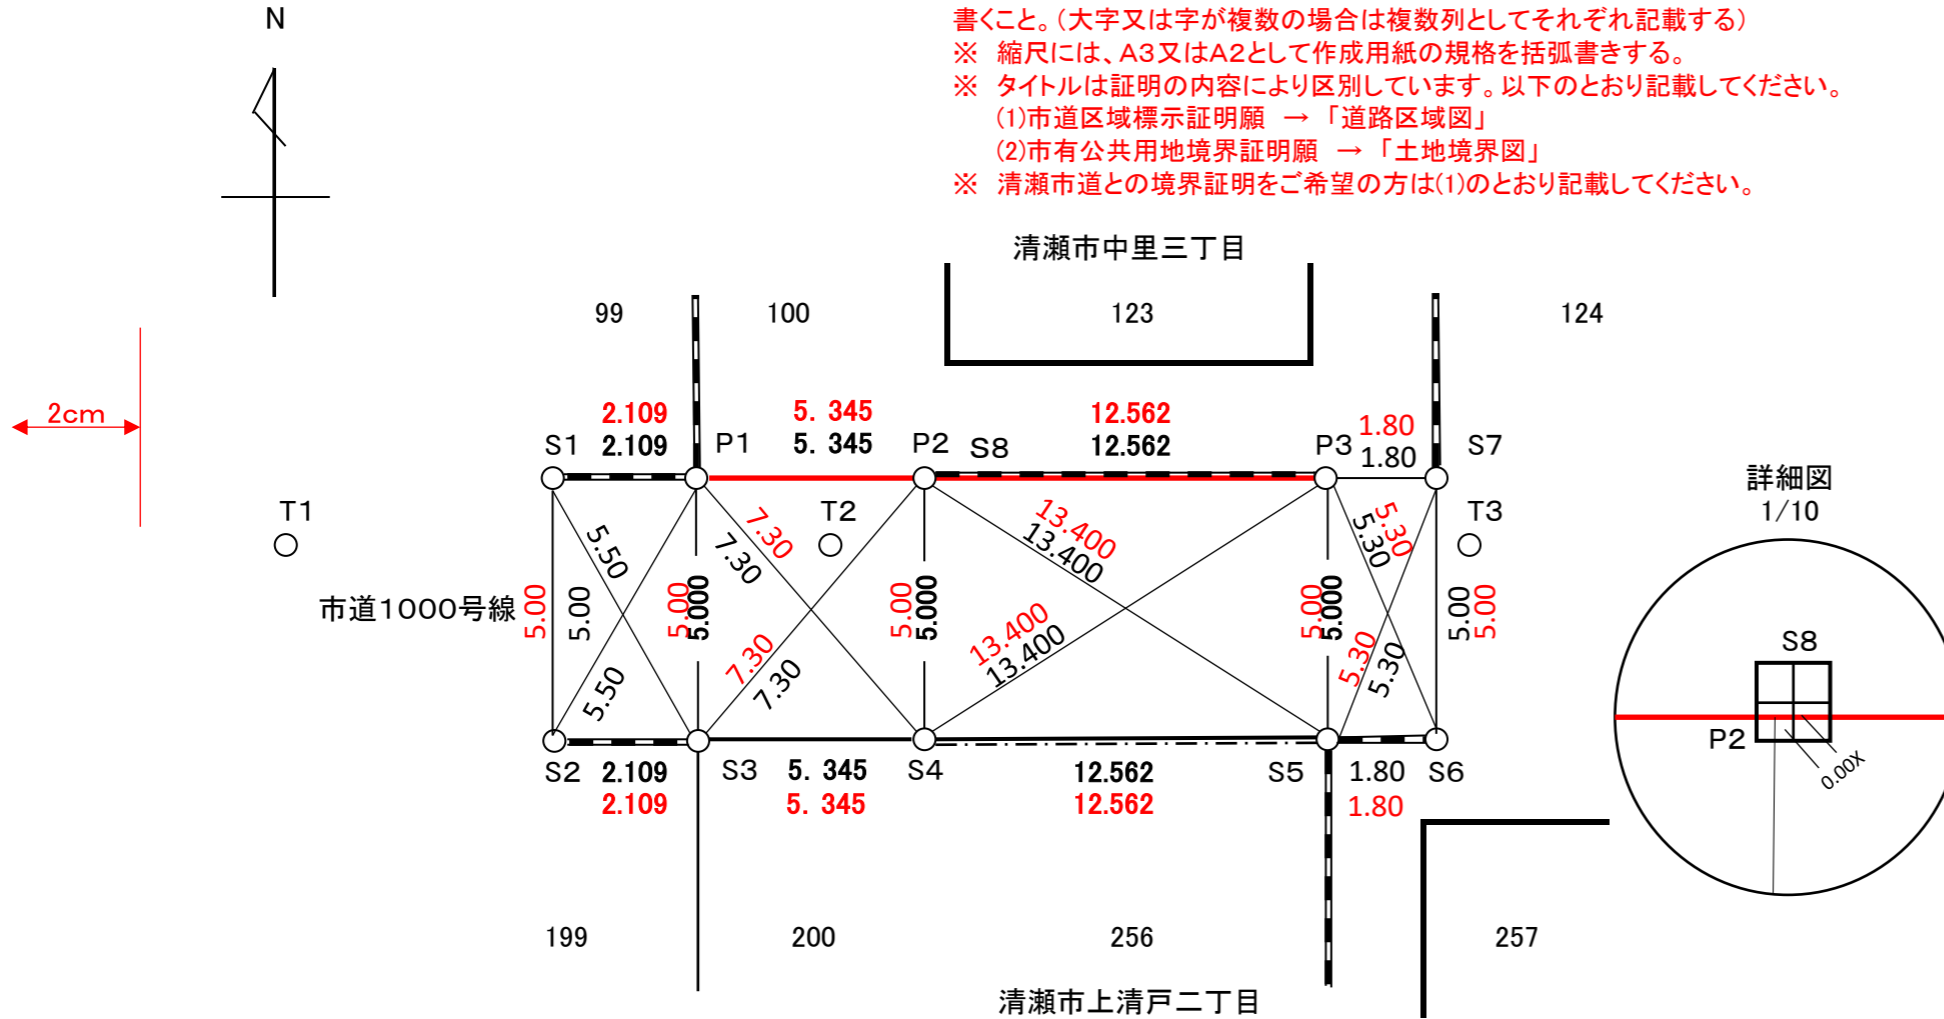 書くこと。(大字又は字が複数の場合は複数列としてそれぞれ記載する)
※ 縮尺には、A3又はA2として作成用紙の規格を括弧書きする。
※ タイトルは証明の内容により区別しています。以下のとおり記載してください。
(1)市道区域標示証明願 → 「道路区域図」
(2)市有公共用地境界証明願 → 「土地境界図」
※ 清瀬市道との境界証明をご希望の方は(1)のとおり記載してください。
N
清瀬市中里三丁目
99
100
123
124
2cm
2.109
5. 345
12.562
1.80
S1
2.109
P1
5. 345
P2
S8
12.562
P3
1.80
S7
T1
T2
T3
市道1000号線
5.00
5.00
5.50
5.50
5.00
5.000
7.30
7.30
7.30
7.30
5.00
5.000
13.400
13.400
13.400
13.400
5.00
5.000
5.30
5.30
5.30
5.30
5.00
5.00
S2
2.109
S3
5. 345
S4
12.562
S5
1.80
S6
2.109
5. 345
12.562
1.80
199
200
256
257
清瀬市上清戸二丁目
詳細図
1/10
S8
P2
0.00X